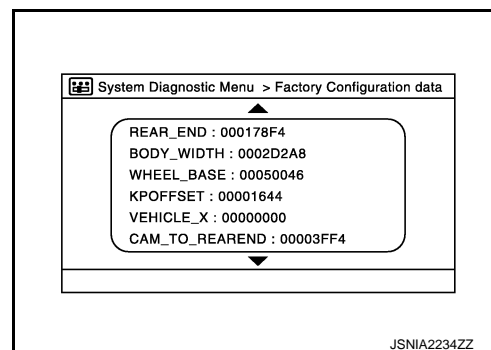 System Diagnostic Menu > Factory Configuration data
REAR_END : 000178F4
BODY_WIDTH : 0002D2A8
WHEEL_BASE : 00050046
KPOFFSET : 00001644
VEHICLE_X : 00000000
CAM_TO_REAREND : 00003FF4
JSNIA2234ZZ